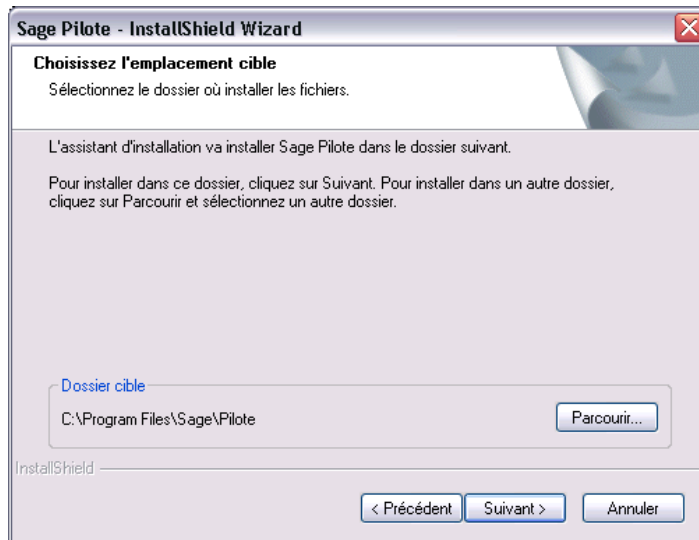 Sage Pilote - InstallShield Wizard
Choisissez l'emplacement cible
Sélectionnez le dossier où installer les fichiers.
L'assistant d'installation va installer Sage Pilote dans le dossier suivant.
Pour installer dans ce dossier, cliquez sur Suivant. Pour installer dans un autre dossier,
cliquez sur Parcourir et sélectionnez un autre dossier.
Dossier cible
C:\Program Files\Sage\Pilote
Parcourir...
InstallShield
< Précédent
Suivant >
Annuler